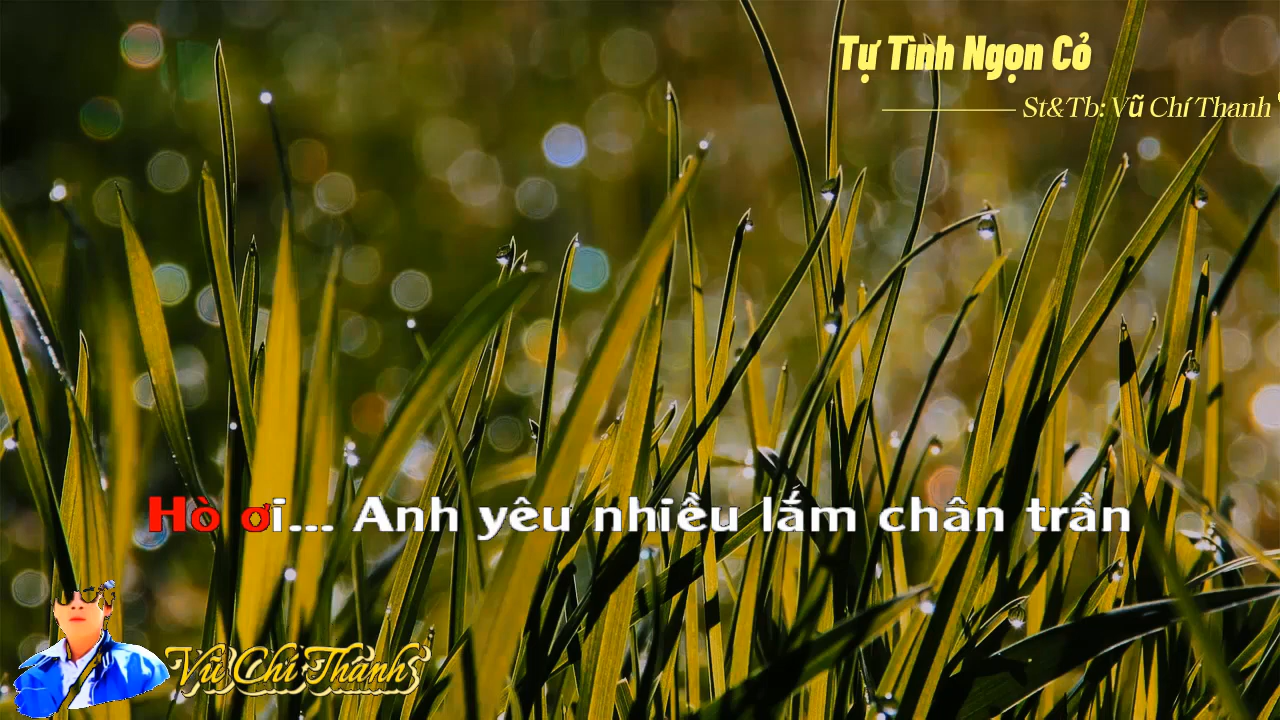 Tự Tình Ngọn Cỏ
St&Tb: Vũ Chí Thanh
Hò ơi... Anh yêu nhiều lắm chân trần
Vũ Chí Thành